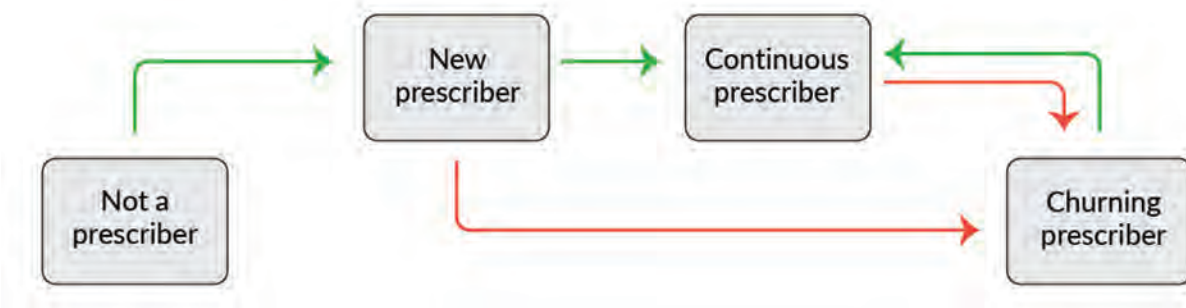 New
prescriber
Continuous
prescriber
Not a
prescriber
Churning
prescriber